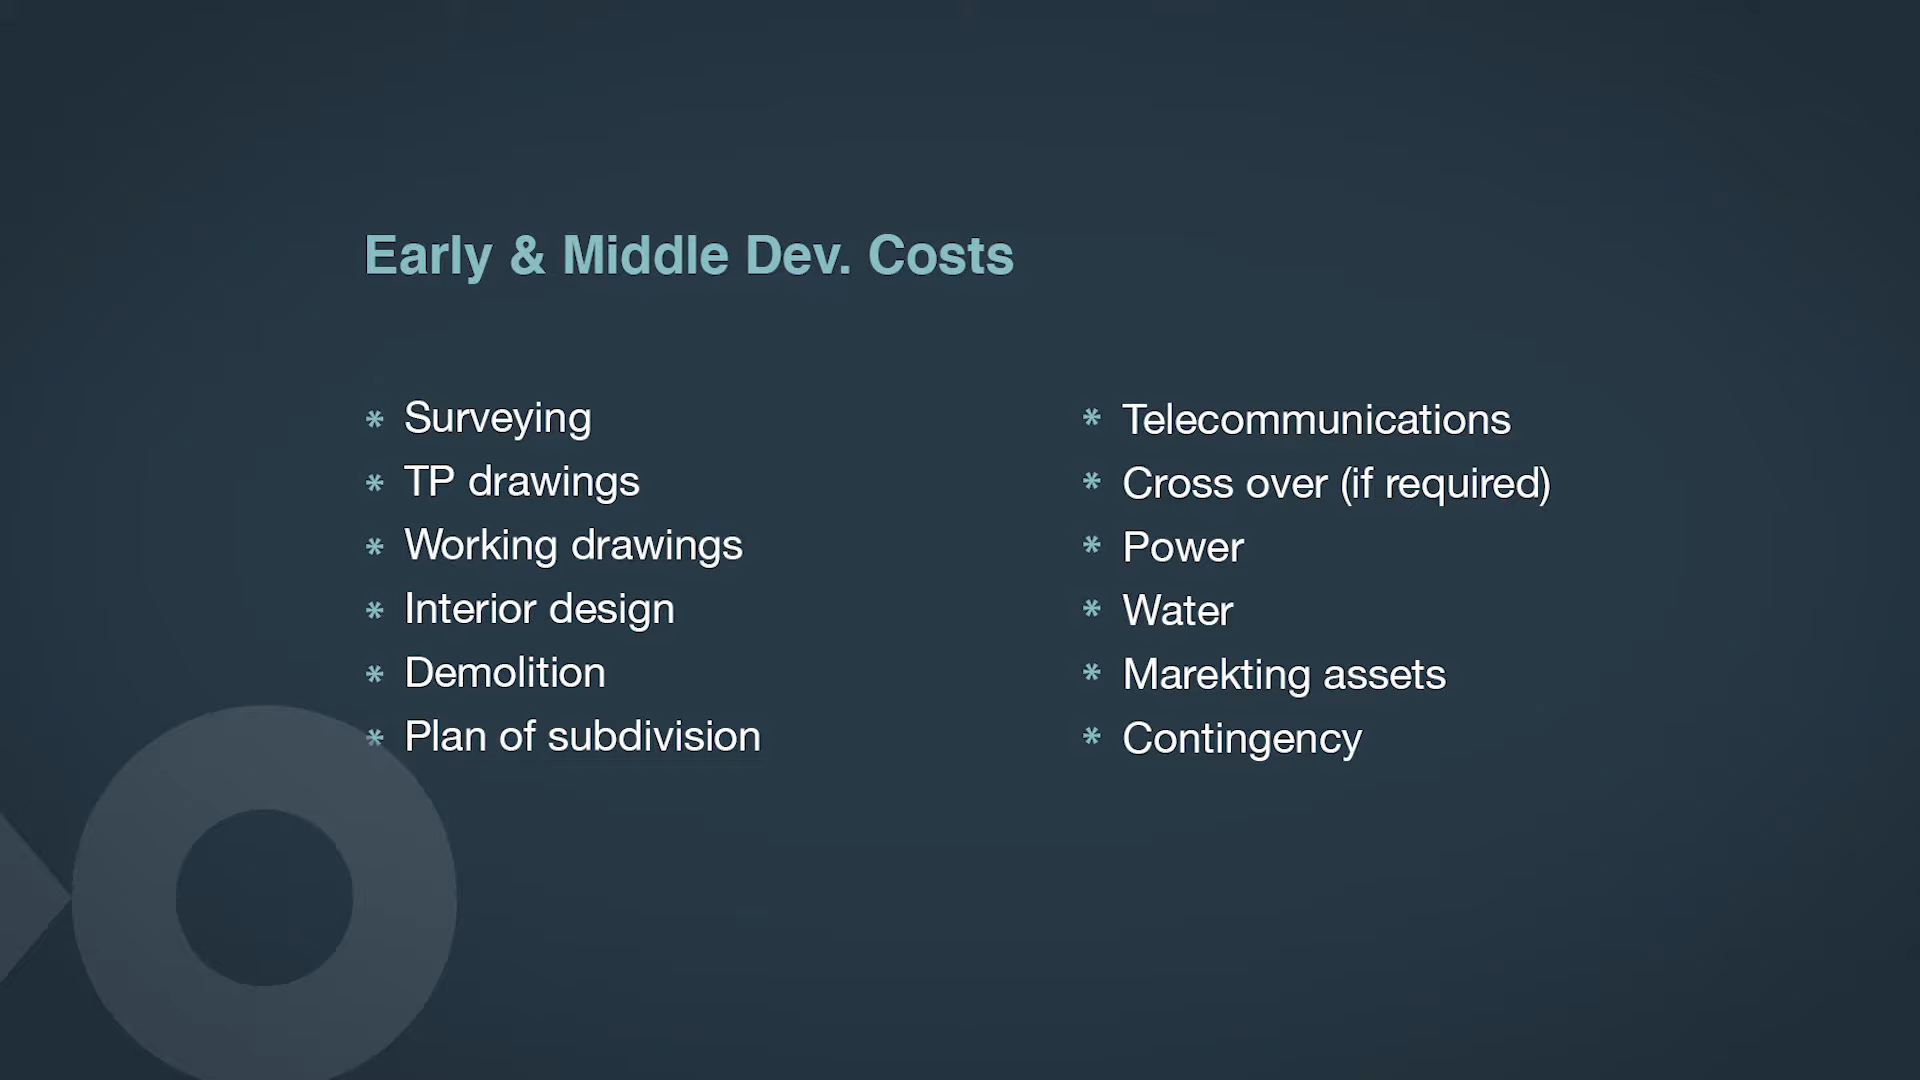 Early & Middle Dev. Costs
* Surveying
* TP drawings
* Working drawings
* Interior design
* Demolition
* Plan of subdivision
* Telecommunications
* Cross over (if required)
* Power
* Water
* Marekting assets
* Contingency